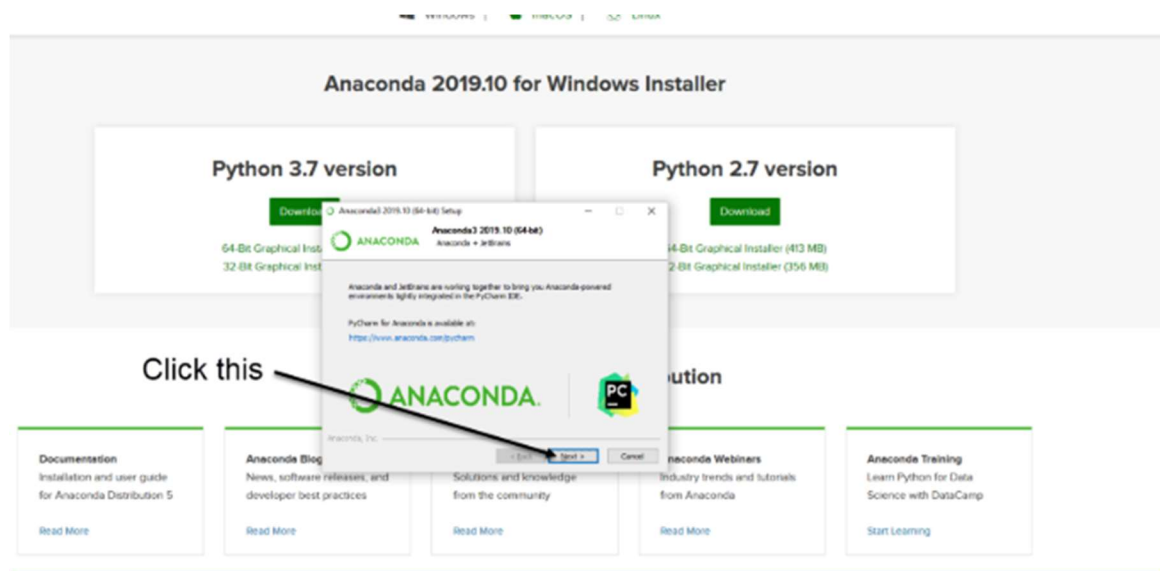 Windows | macOS | Linux
Anaconda 2019.10 for Windows Installer
Python 3.7 version
Download
64-Bit Graphical Inst
32-Bit Graphical Inst
Python 2.7 version
Download
4-Bit Graphical Installer (413 MB)
2-Bit Graphical Installer (356 MB)
Anaconda3 2019.10 (64-bit) Setup
ANACONDA
Anaconda3 2019.10 (64-bit)
Anaconda + JetBrains
Anaconda and JetBrains are working together to bring you Anaconda-powered
environments tightly integrated in the PyCharm IDE.
PyCharm for Anaconda is available at:
https://www.anaconda.com/pycharm
ANACONDA.
PC
Anaconda, Inc.
< Back
Next >
Cancel
Click this
ution
Documentation
Installation and user guide
for Anaconda Distribution 5
Read More
Anaconda Blog
News, software releases, and
developer best practices
Read More
Solutions and knowledge
from the community
Read More
naconda Webinars
Industry trends and tutorials
from Anaconda
Read More
Anaconda Training
Learn Python for Data
Science with DataCamp
Start Learning